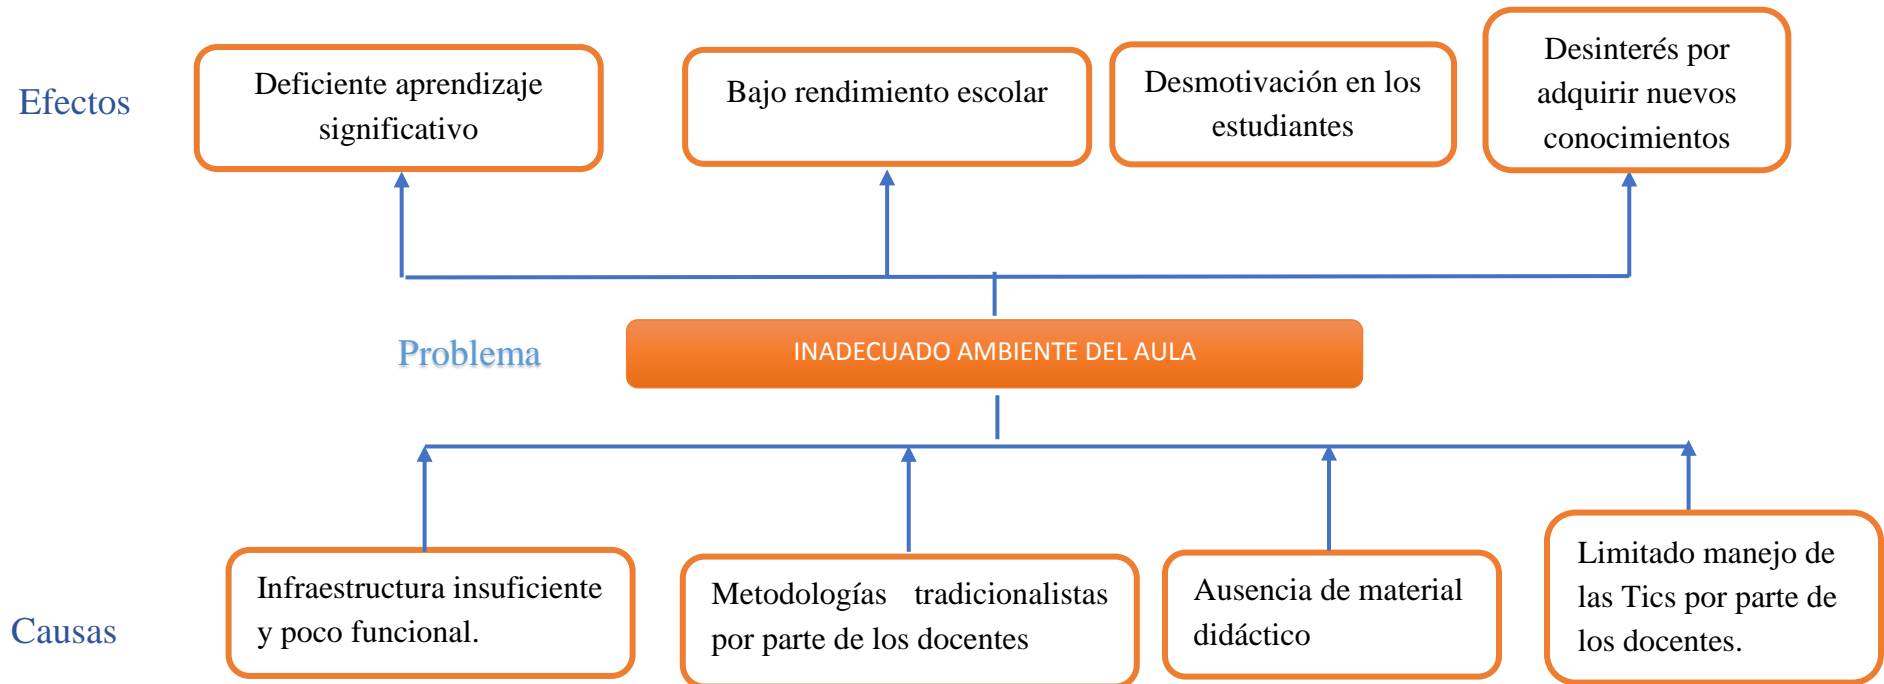 Efectos
Deficiente aprendizaje
significativo
Bajo rendimiento escolar
Desmotivación en los
estudiantes
Desinterés por
adquirir nuevos
conocimientos
Problema
INADECUADO AMBIENTE DEL AULA
Causas
Infraestructura insuficiente
y poco funcional.
Metodologías tradicionalistas
por parte de los docentes
Ausencia de material
didáctico
Limitado manejo de
las Tics por parte de
los docentes.